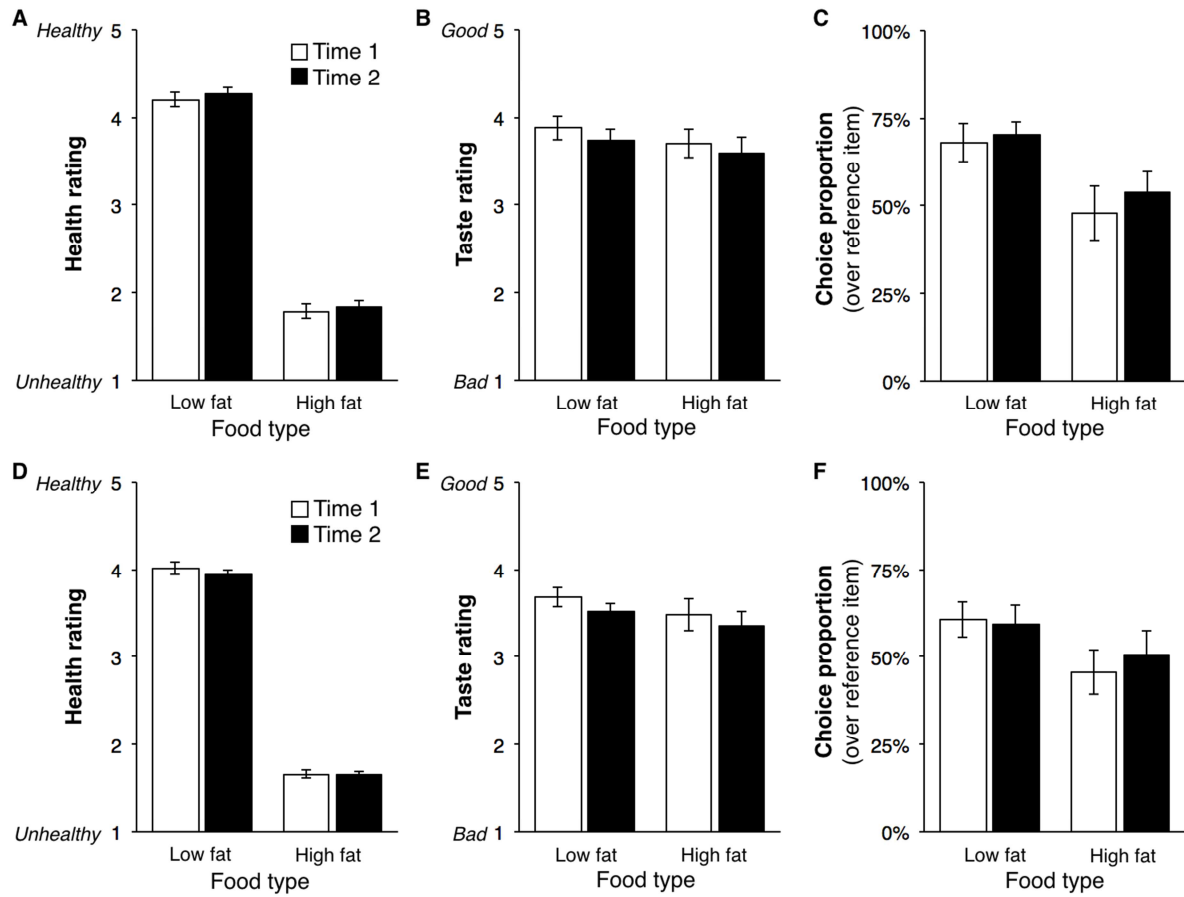 A
Healthy 5
4
3
2
Unhealthy 1
Health rating
Time 1
Time 2
Low fat
High fat
Food type
B
Good 5
4
3
2
Bad 1
Taste rating
Low fat
High fat
Food type
C
100%
75%
50%
25%
0%
Choice proportion
(over reference item)
Low fat
High fat
Food type
D
Healthy 5
4
3
2
Unhealthy 1
Health rating
Time 1
Time 2
Low fat
High fat
Food type
E
Good 5
4
3
2
Bad 1
Taste rating
Low fat
High fat
Food type
F
100%
75%
50%
25%
0%
Choice proportion
(over reference item)
Low fat
High fat
Food type